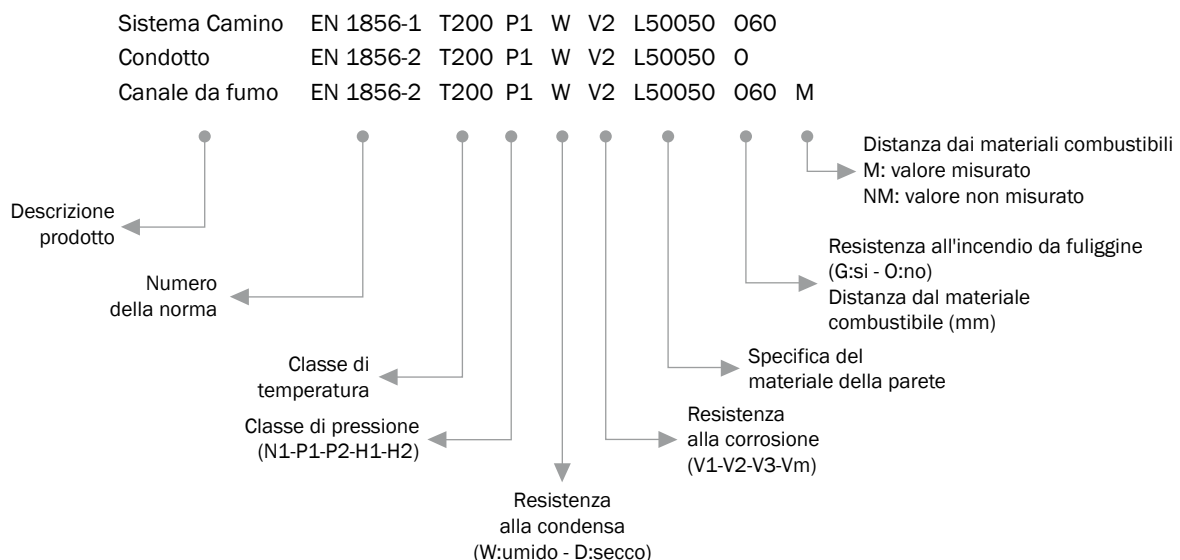 Sistema Camino EN 1856-1 T200 P1 W V2 L50050 O60
Condotto EN 1856-2 T200 P1 W V2 L50050 O
Canale da fumo EN 1856-2 T200 P1 W V2 L50050 O60 M
Distanza dai materiali combustibili
M: valore misurato
NM: valore non misurato
Descrizione
prodotto
Resistenza all'incendio da fuliggine
(G:si - O:no)
Distanza dal materiale
combustibile (mm)
Numero
della norma
Specifica del
materiale della parete
Classe di
temperatura
Resistenza
alla corrosione
(V1-V2-V3-Vm)
Classe di pressione
(N1-P1-P2-H1-H2)
Resistenza
alla condensa
(W:umido - D:secco)